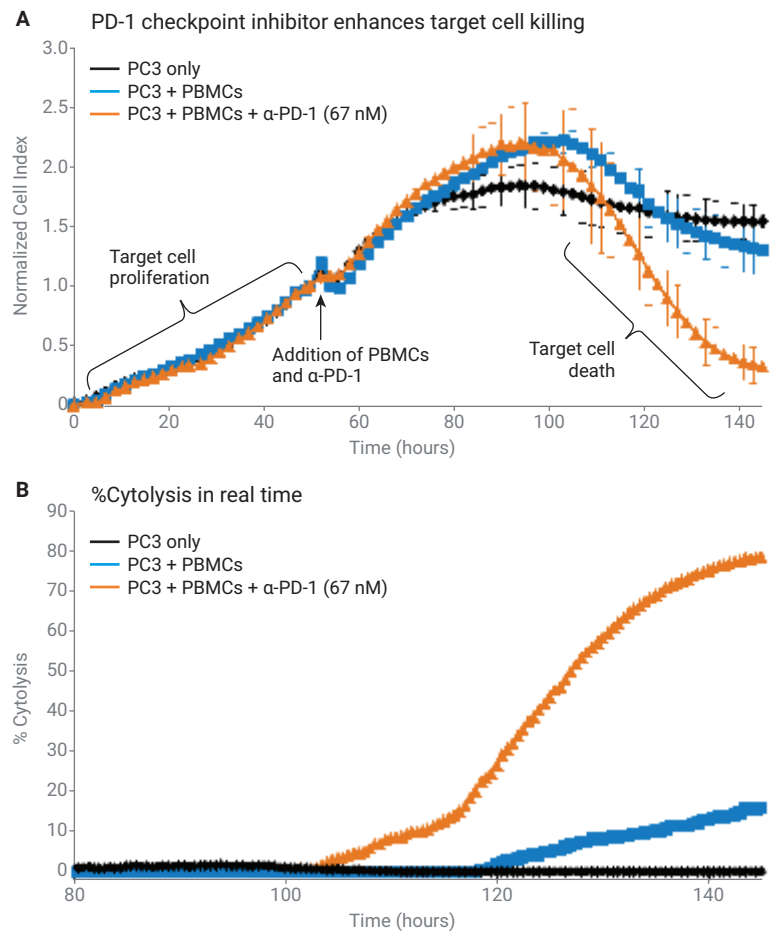 A
PD-1 checkpoint inhibitor enhances target cell killing
3.0
2.5
2.0
1.5
1.0
0.5
0
Normalized Cell Index
PC3 only
PC3 + PBMCs
PC3 + PBMCs + α-PD-1 (67 nM)
Target cell
proliferation
Addition of PBMCs
and α-PD-1
Target cell
death
0 20 40 60 80 100 120 140
Time (hours)
B
%Cytolysis in real time
90
80
70
60
50
40
30
20
10
0
% Cytolysis
PC3 only
PC3 + PBMCs
PC3 + PBMCs + α-PD-1 (67 nM)
80 100 120 140
Time (hours)